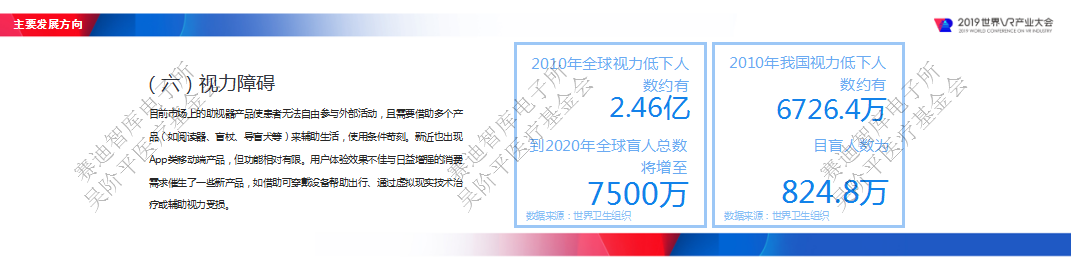 主要发展方向
2019世界VR产业大会
2019 WORLD CONFERENCE ON VR INDUSTRY
（六）视力障碍
目前市场上的助视器产品使患者无法自由参与外部活动，且需要借助多个产
品（如阅读器、盲杖、导盲犬等）来辅助生活，使用条件苛刻。新近也出现
App类移动端产品，但功能相对有限。用户体验效果不佳与日益增强的消费
需求催生了一些新产品，如借助可穿戴设备帮助出行、通过虚拟现实技术治
疗或辅助视力受损。
2010年全球视力低下人
数约有
2.46亿
到2020年全球盲人总数
将增至
7500万
数据来源：世界卫生组织
2010年我国视力低下人
数约有
6726.4万
目盲人数为
824.8万
数据来源：世界卫生组织
赛迪智库电子所
吴阶平医疗基金会
赛迪智库电子所
吴阶平医疗基金会
赛迪智库电子所
吴阶平医疗基金会